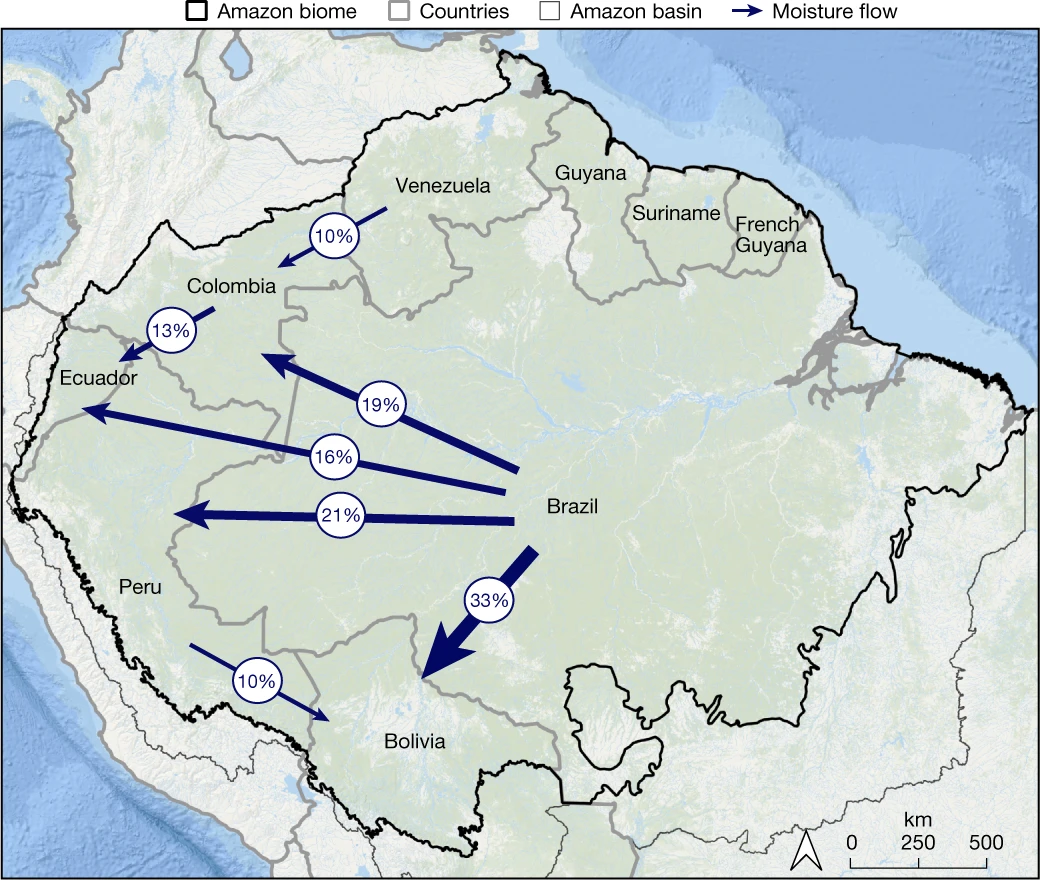 Amazon biome Countries Amazon basin Moisture flow
Venezuela
Guyana
Suriname
French
Guyana
10%
Colombia
13%
Ecuador
19%
16%
21%
Brazil
Peru
33%
10%
Bolivia
km
0 250 500